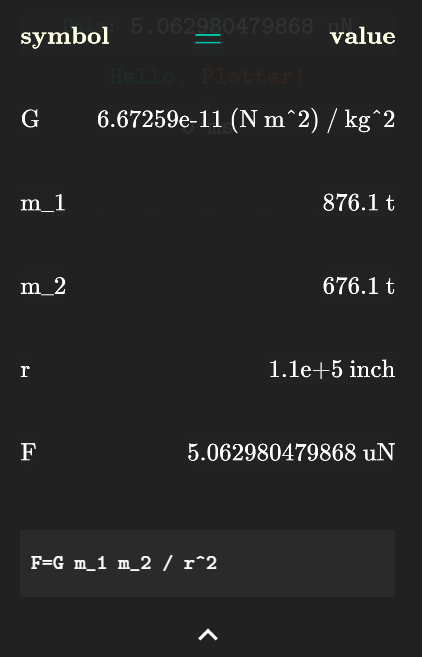 unit: 5.062980479868 uN
symbol value
Hello, Plotter!
G 6.67259e-11 (N m^2) / kg^2
m_1 876.1 t
m_2 676.1 t
r 1.1e+5 inch
F 5.062980479868 uN
F=G m_1 m_2 / r^2